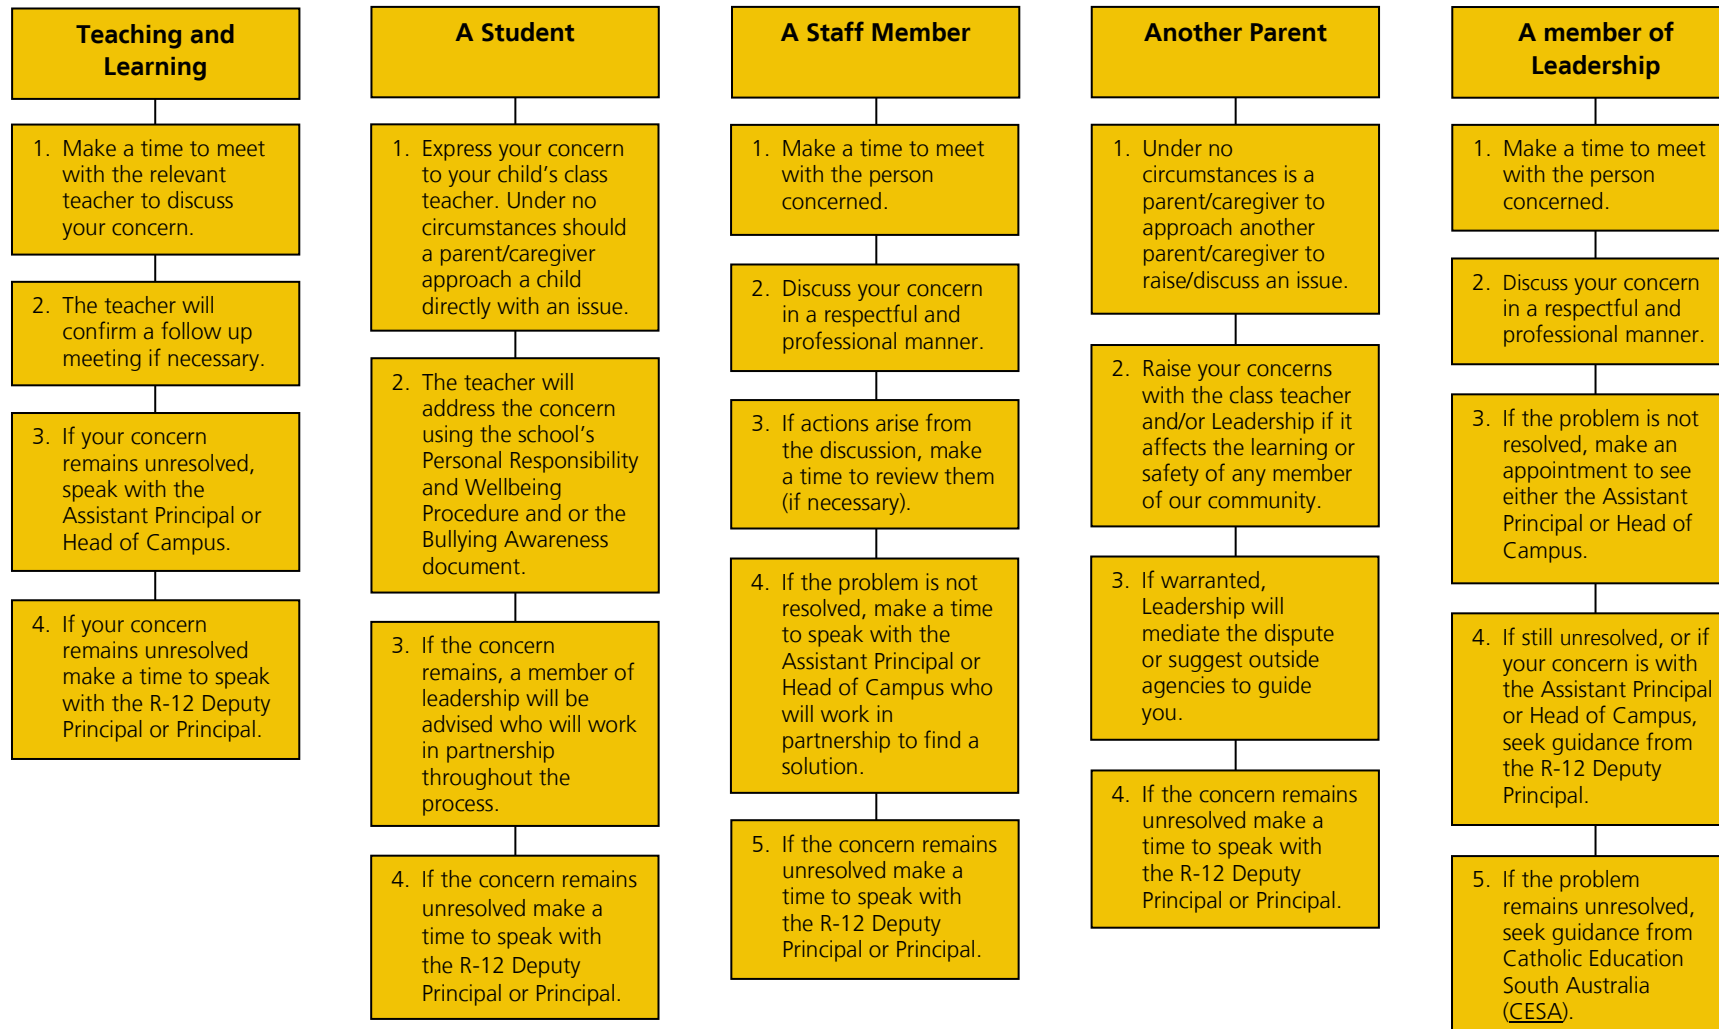 Teaching and
Learning
1. Make a time to meet
with the relevant
teacher to discuss
your concern.
2. The teacher will
confirm a follow up
meeting if necessary.
3. If your concern
remains unresolved,
speak with the
Assistant Principal or
Head of Campus.
4. If your concern
remains unresolved
make a time to speak
with the R-12 Deputy
Principal or Principal.
A Student
1. Express your concern
to your child’s class
teacher. Under no
circumstances should
a parent/caregiver
approach a child
directly with an issue.
2. The teacher will
address the concern
using the school’s
Personal Responsibility
and Wellbeing
Procedure and or the
Bullying Awareness
document.
3. If the concern
remains, a member of
leadership will be
advised who will work
in partnership
throughout the
process.
4. If the concern remains
unresolved make a
time to speak with
the R-12 Deputy
Principal or Principal.
A Staff Member
1. Make a time to meet
with the person
concerned.
2. Discuss your concern
in a respectful and
professional manner.
3. If actions arise from
the discussion, make
a time to review them
(if necessary).
4. If the problem is not
resolved, make a time
to speak with the
Assistant Principal or
Head of Campus who
will work in
partnership to find a
solution.
5. If the concern remains
unresolved make a
time to speak with
the R-12 Deputy
Principal or Principal.
Another Parent
1. Under no
circumstances is a
parent/caregiver to
approach another
parent/caregiver to
raise/discuss an issue.
2. Raise your concerns
with the class teacher
and/or Leadership if it
affects the learning or
safety of any member
of our community.
3. If warranted,
Leadership will
mediate the dispute
or suggest outside
agencies to guide
you.
4. If the concern remains
unresolved make a
time to speak with
the R-12 Deputy
Principal or Principal.
A member of
Leadership
1. Make a time to meet
with the person
concerned.
2. Discuss your concern
in a respectful and
professional manner.
3. If the problem is not
resolved, make an
appointment to see
either the Assistant
Principal or Head of
Campus.
4. If still unresolved, or if
your concern is with
the Assistant Principal
or Head of Campus,
seek guidance from
the R-12 Deputy
Principal.
5. If the problem
remains unresolved,
seek guidance from
Catholic Education
South Australia
(CESA).